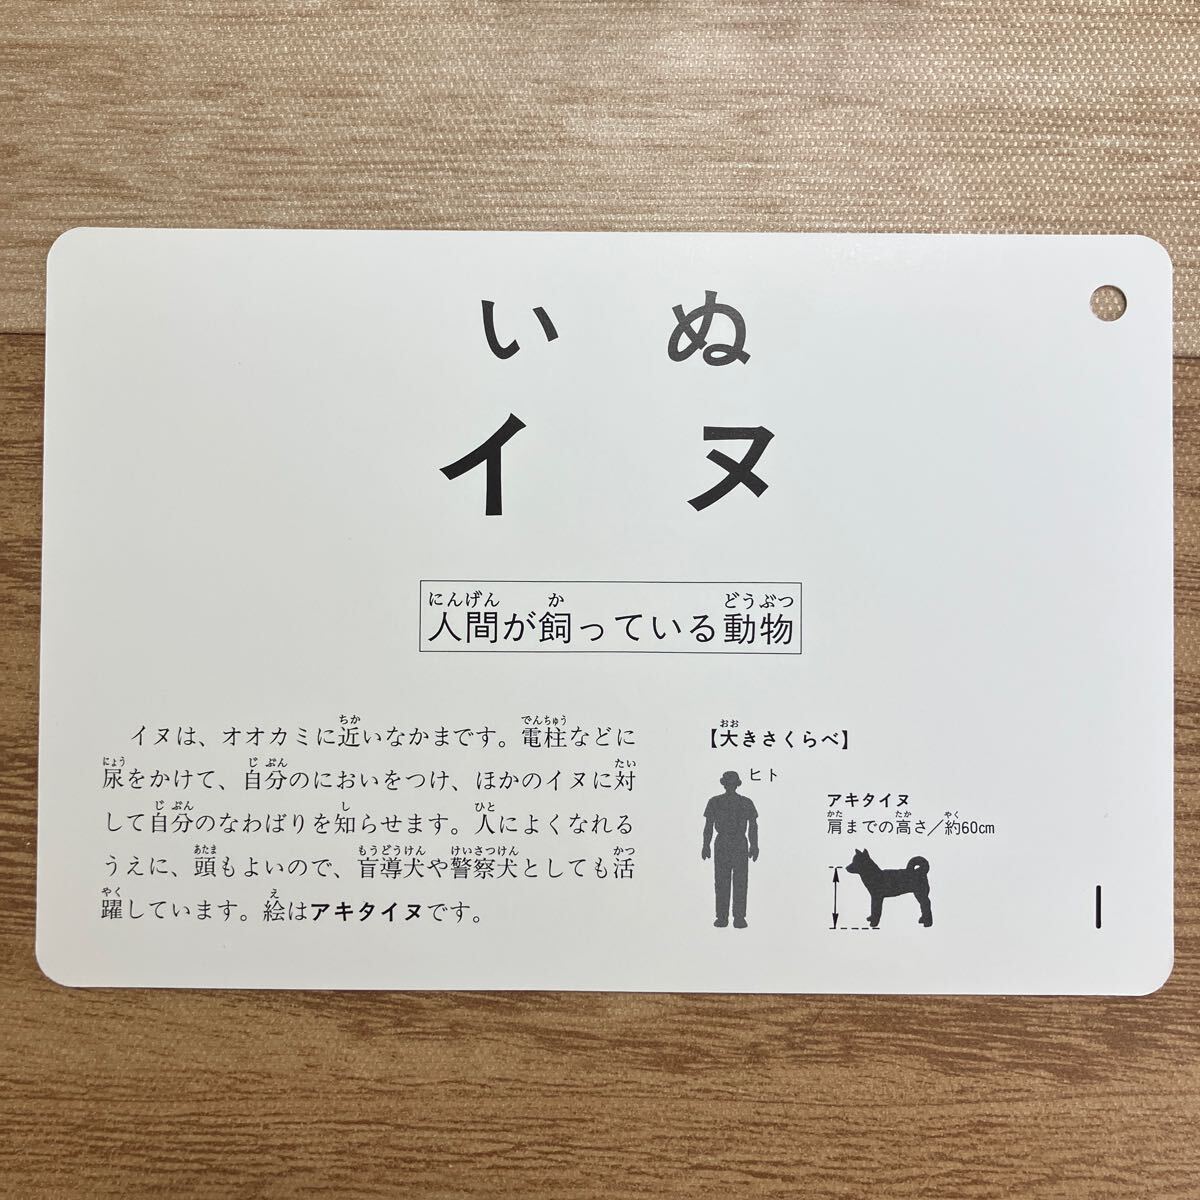 いぬ
イヌ
にんげん か どうぶつ
人間が飼っている動物
ちか でんちゅう
イヌは、オオカミに近いなかまです。電柱などに
にょう じ ぶん たい
尿をかけて、自分のにおいをつけ、ほかのイヌに対
じ ぶん し ひと
して自分のなわばりを知らせます。人によくなれる
あたま もうどうけん けいさつけん かつ
うえに、頭もよいので、盲導犬や警察犬としても活
やく え
躍しています。絵はアキタイヌです。
おお
【大きさくらべ】
ヒト
アキタイヌ
かた たか やく
肩までの高さ／約60cm
1